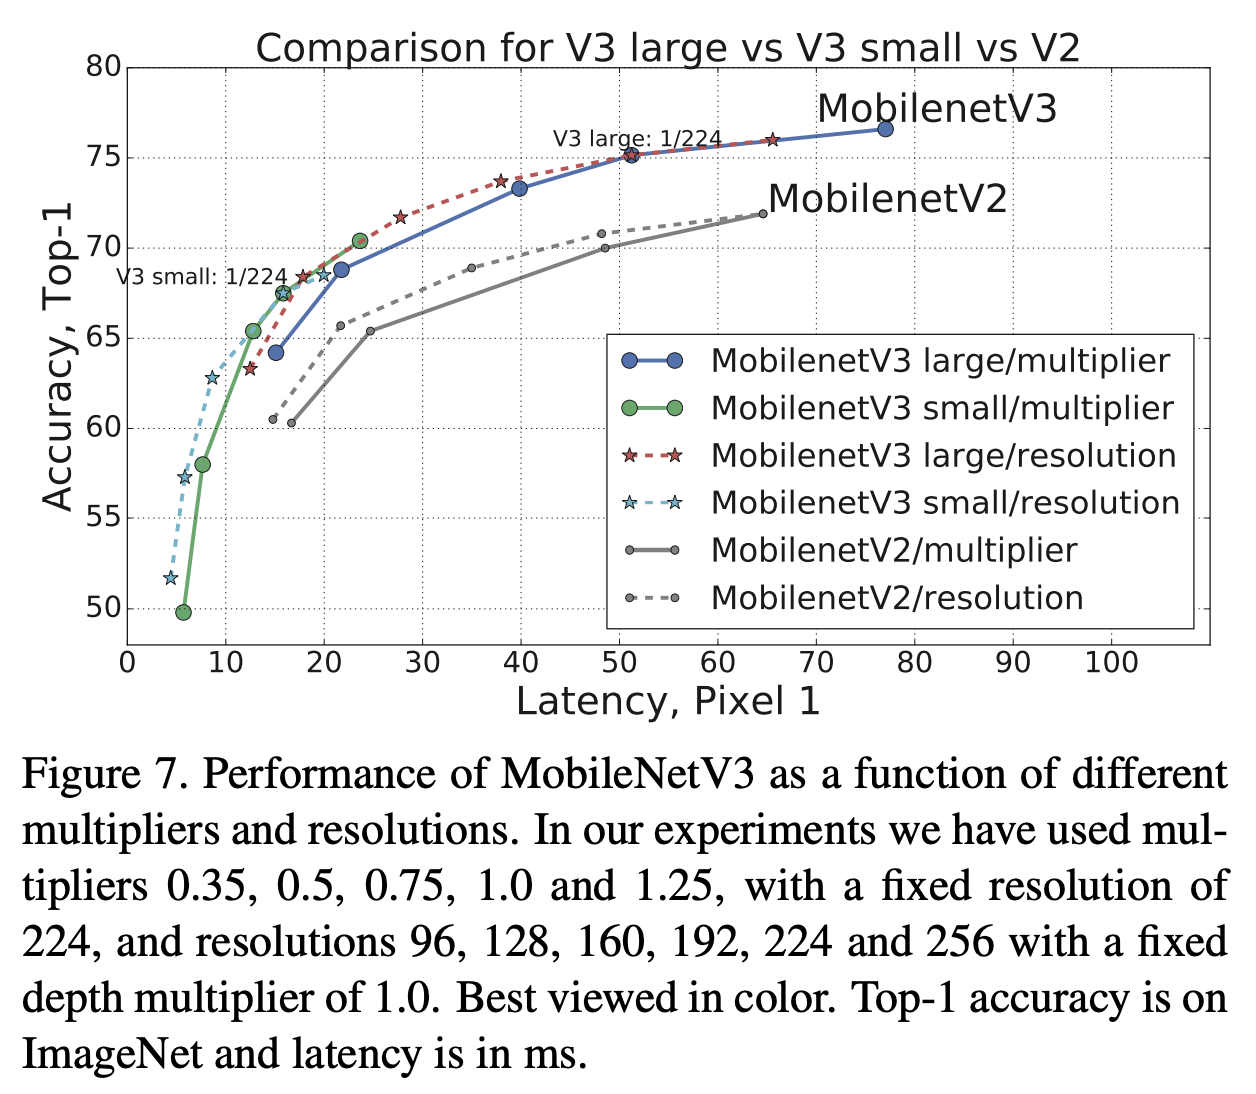 Comparison for V3 large vs V3 small vs V2
80
75
70
65
60
55
50
Accuracy, Top-1
MobilenetV3
V3 large: 1/224
MobilenetV2
V3 small: 1/224
MobilenetV3 large/multiplier
MobilenetV3 small/multiplier
MobilenetV3 large/resolution
MobilenetV3 small/resolution
MobilenetV2/multiplier
MobilenetV2/resolution
0 10 20 30 40 50 60 70 80 90 100
Latency, Pixel 1
Figure 7. Performance of MobileNetV3 as a function of different
multipliers and resolutions. In our experiments we have used mul-
tipliers 0.35, 0.5, 0.75, 1.0 and 1.25, with a fixed resolution of
224, and resolutions 96, 128, 160, 192, 224 and 256 with a fixed
depth multiplier of 1.0. Best viewed in color. Top-1 accuracy is on
ImageNet and latency is in ms.